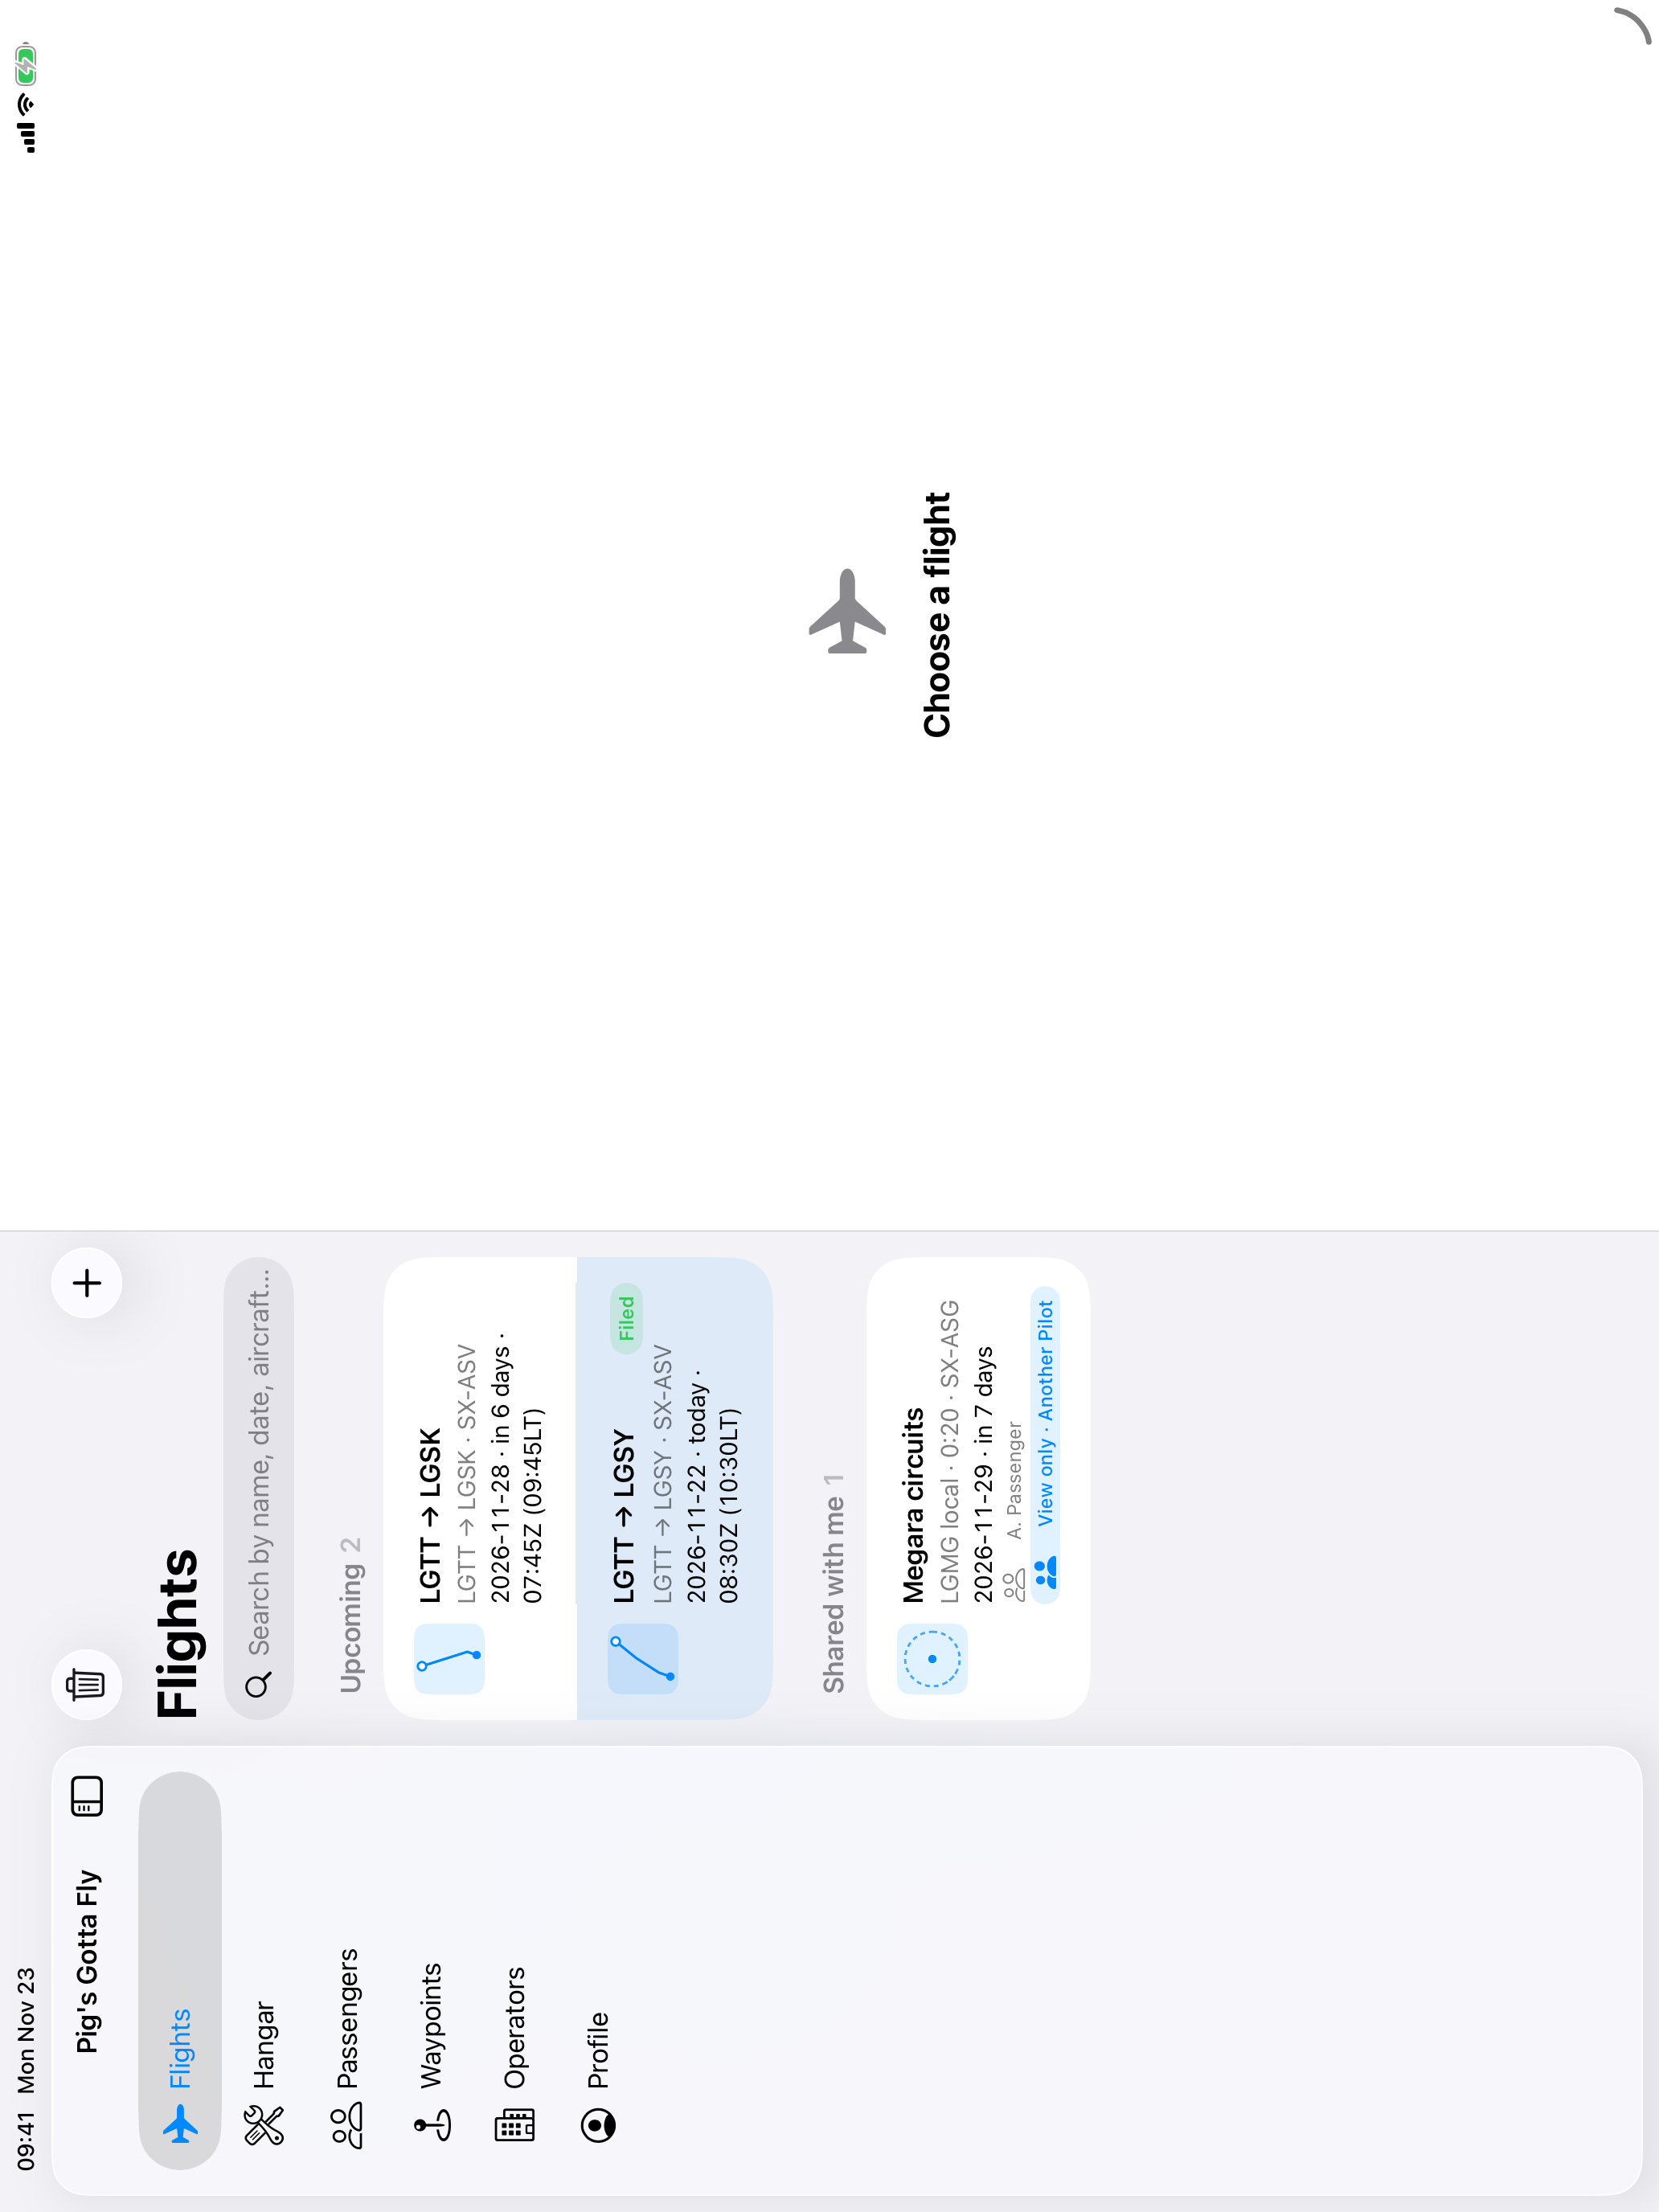 09:41 Mon Nov 23
Pig's Gotta Fly
Flights
Hangar
Passengers
Waypoints
Operators
Profile
Flights
Search by name, date, aircraft...
Upcoming 2
LGTT → LGSK
LGTT → LGSK · SX-ASV
2026-11-28 · in 6 days ·
07:45Z (09:45LT)
LGTT → LGSY
Filed
LGTT → LGSY · SX-ASV
2026-11-22 · today ·
08:30Z (10:30LT)
Shared with me 1
Megara circuits
LGMG local · 0:20 · SX-ASG
2026-11-29 · in 7 days
A. Passenger
View only · Another Pilot
Choose a flight